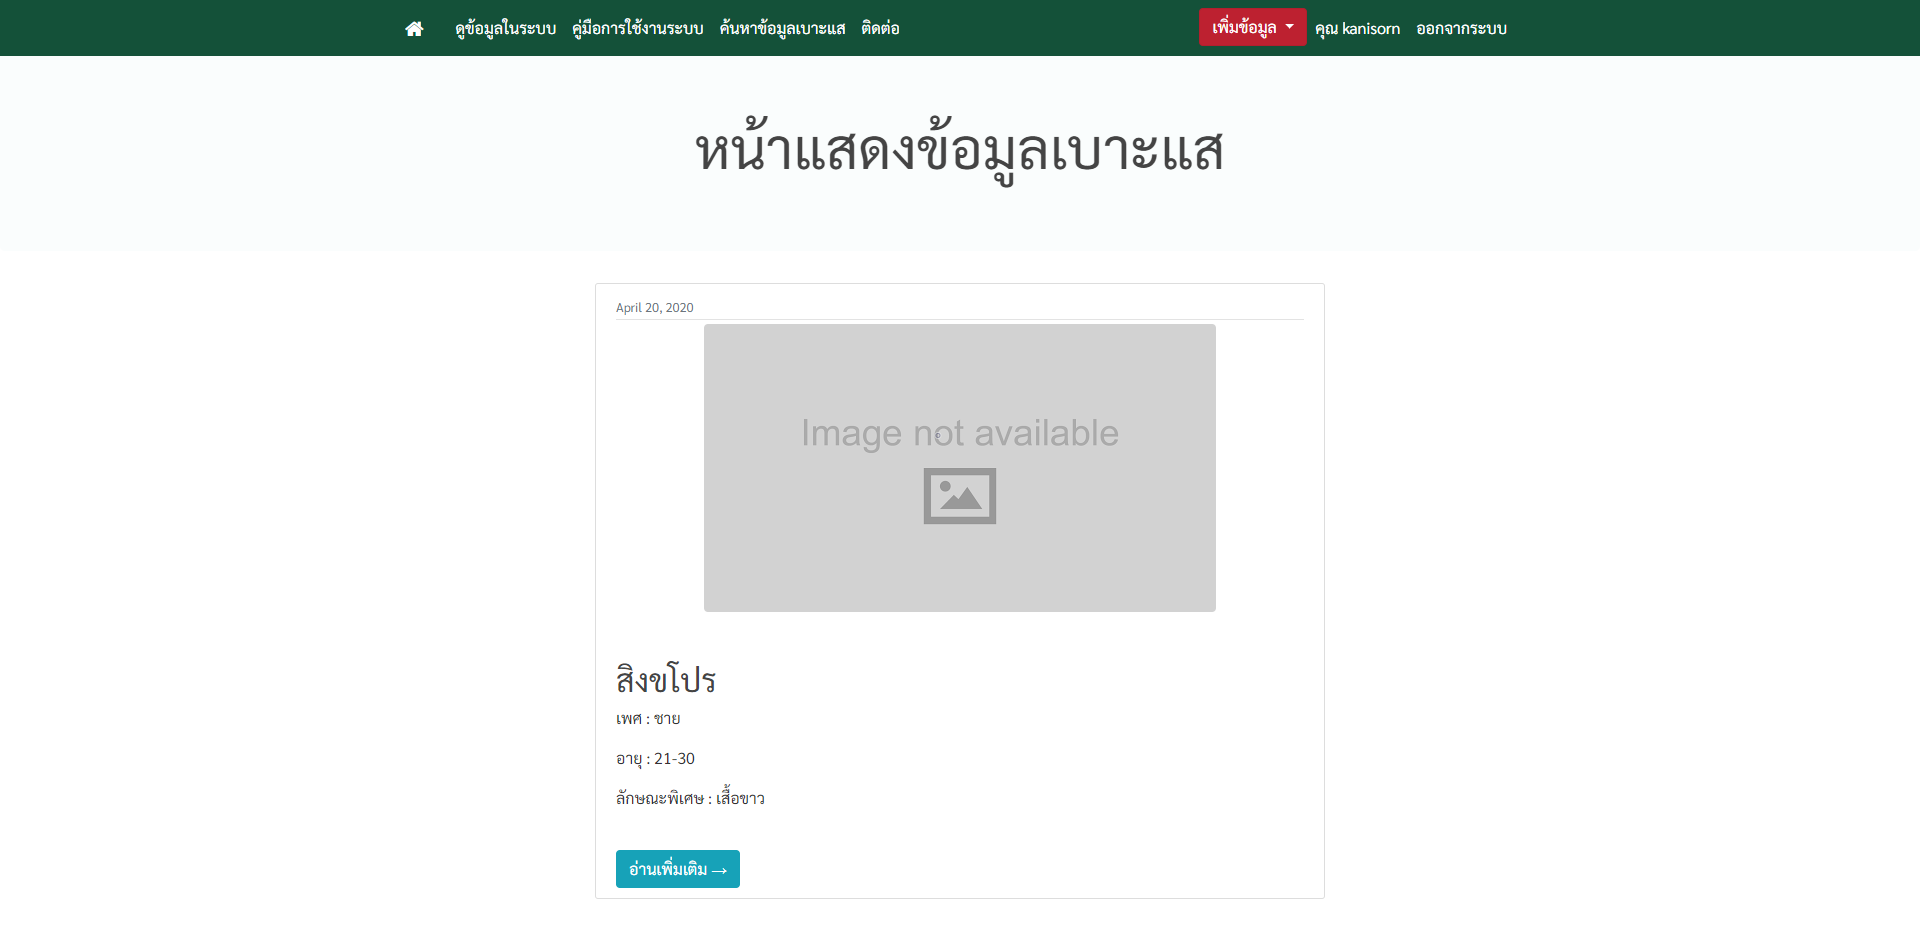 ดูข้อมูลในระบบ คู่มือการใช้งานระบบ ค้นหาข้อมูลเบาะแส ติดต่อ เพิ่มข้อมูล คุณ kanisorn ออกจากระบบ
หน้าแสดงข้อมูลเบาะแส
April 20, 2020
Image not available
สิงขโปร
เพศ : ชาย
อายุ : 21-30
ลักษณะพิเศษ : เสื้อขาว
อ่านเพิ่มเติม →